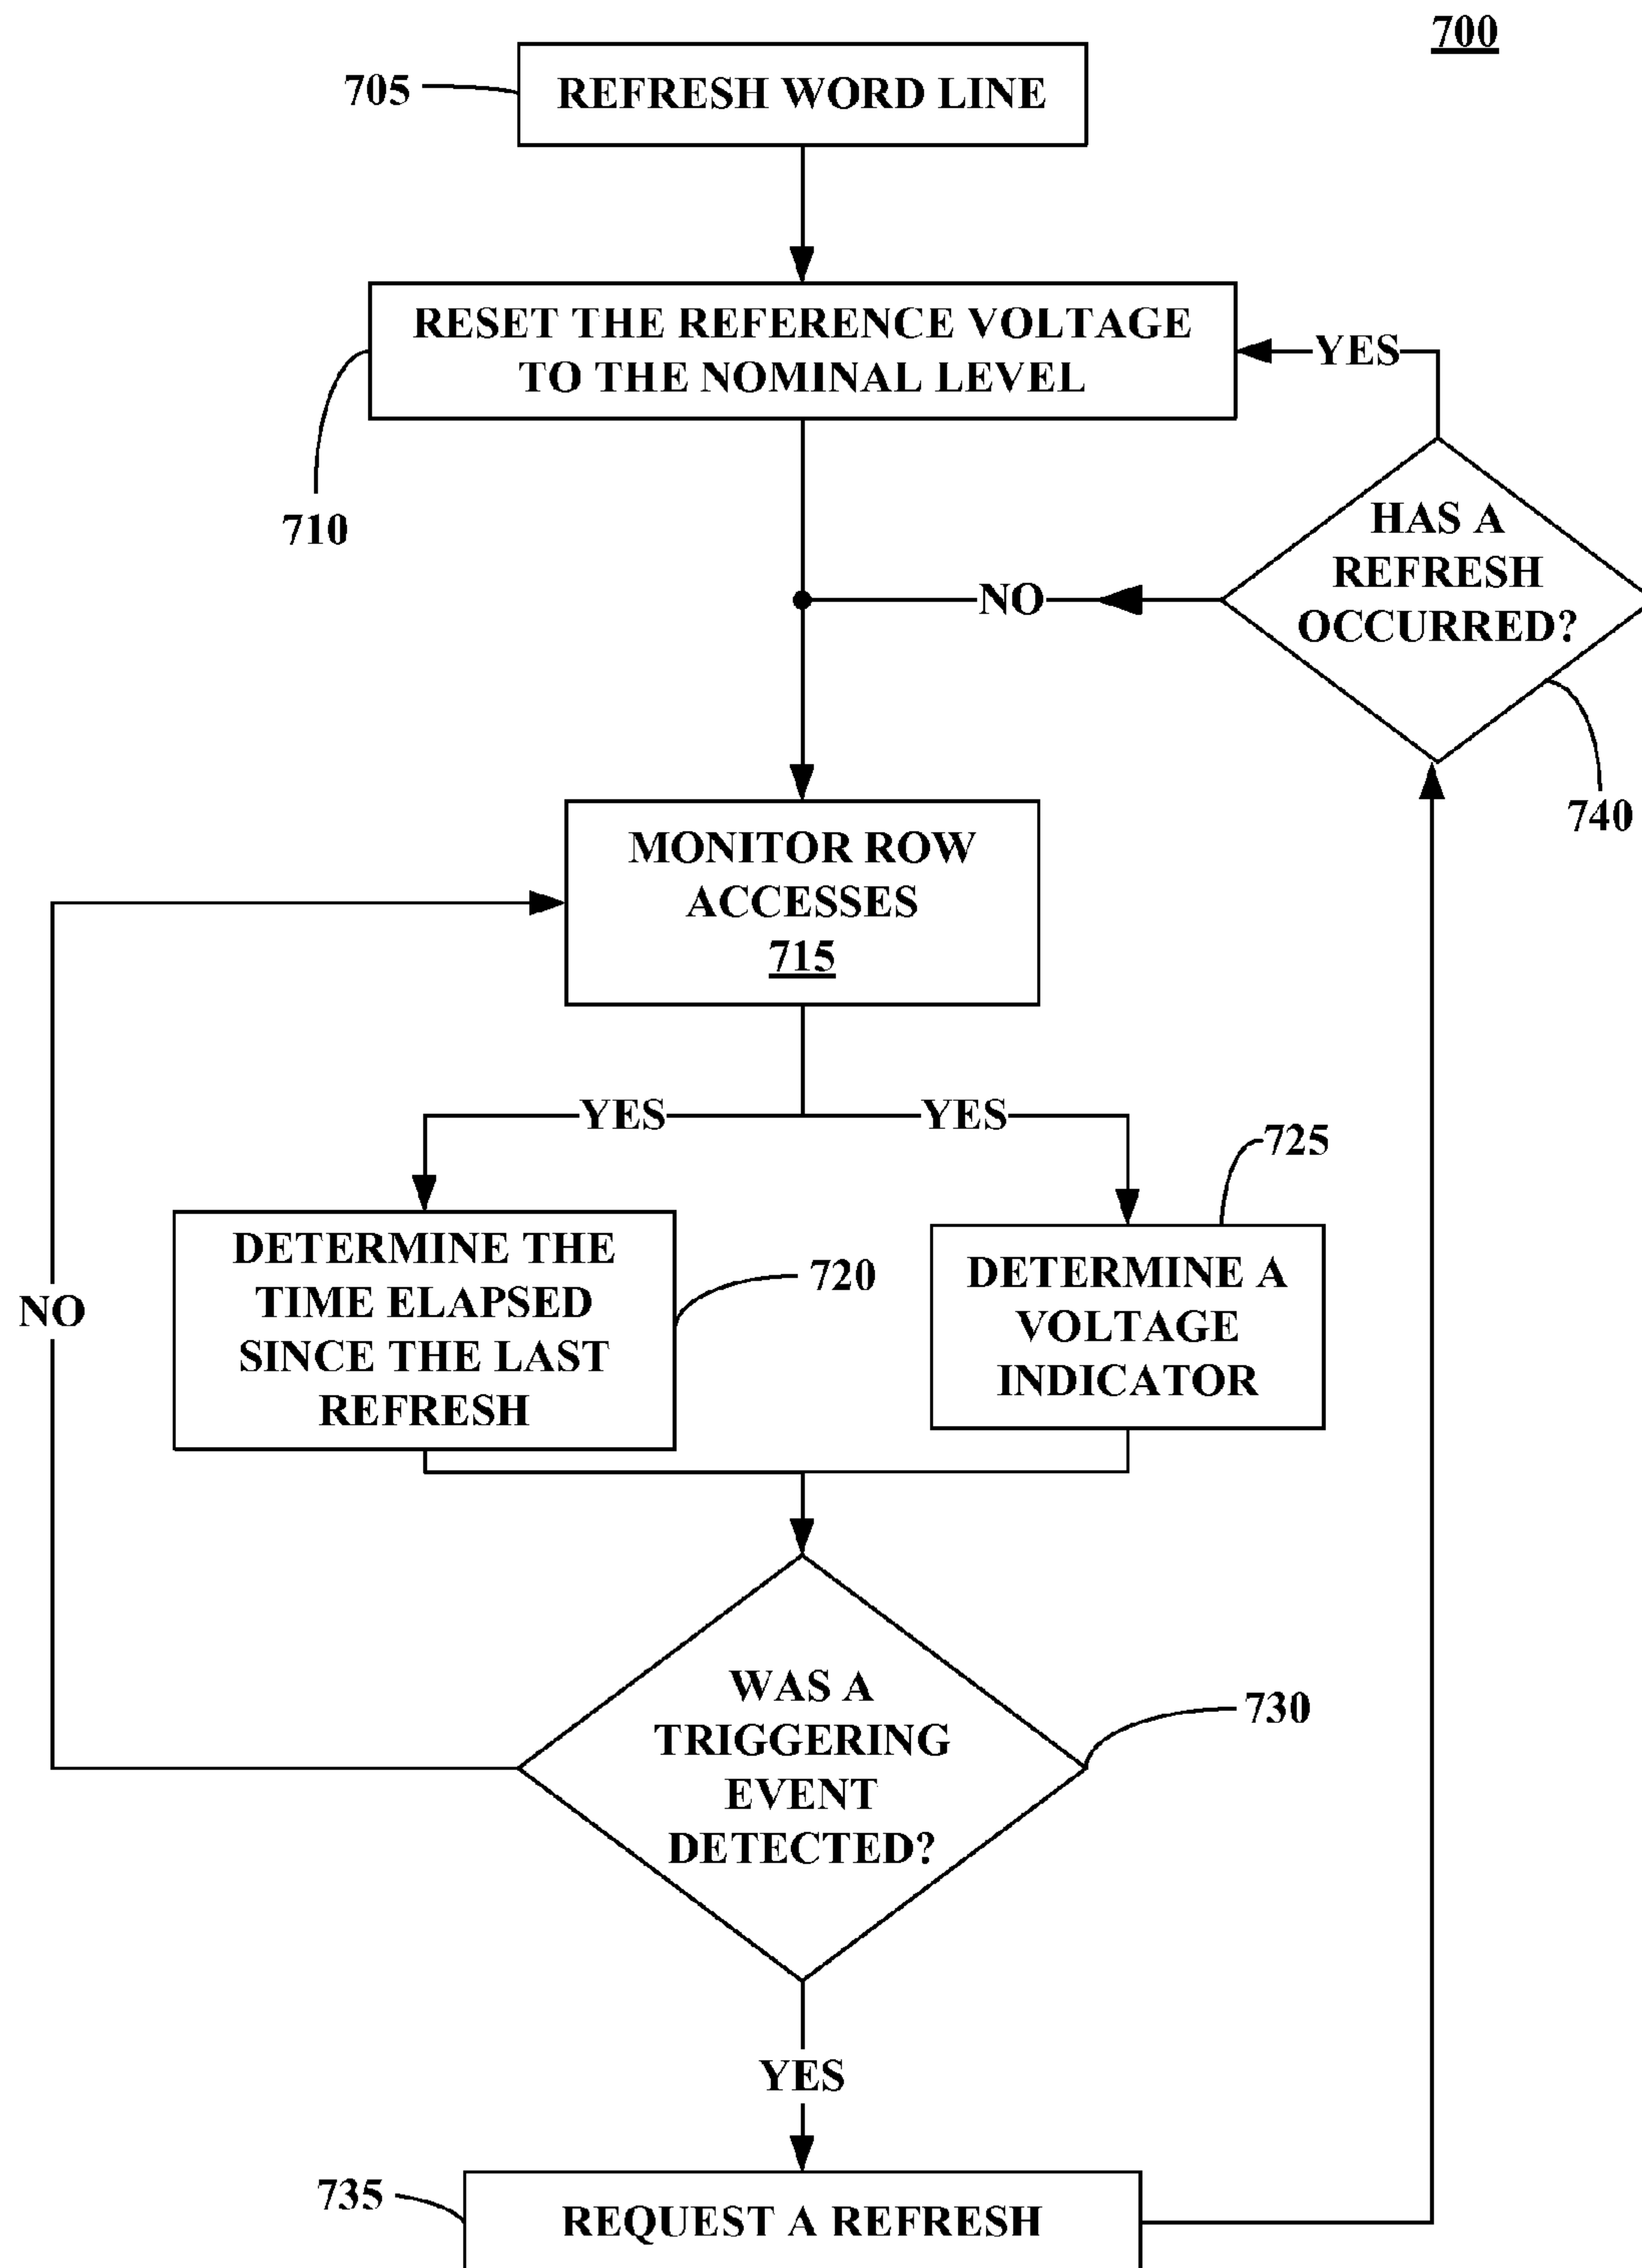 700
705
REFRESH WORD LINE
RESET THE REFERENCE VOLTAGE
TO THE NOMINAL LEVEL
YES
710
HAS A
REFRESH
OCCURRED?
NO
740
MONITOR ROW
ACCESSES
715
YES
YES
725
DETERMINE THE
TIME ELAPSED
SINCE THE LAST
REFRESH
720
DETERMINE A
VOLTAGE
INDICATOR
NO
WAS A
TRIGGERING
EVENT
DETECTED?
730
YES
735
REQUEST A REFRESH